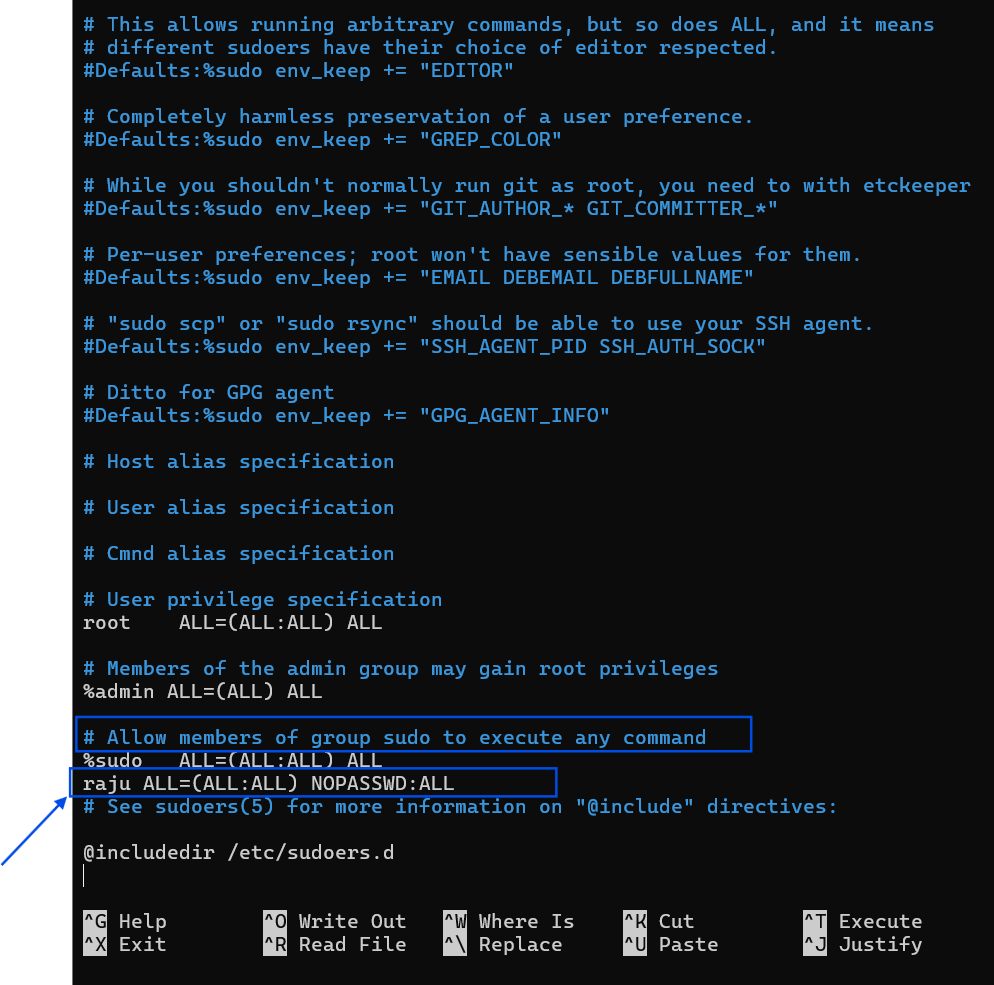 # This allows running arbitrary commands, but so does ALL, and it means
# different sudoers have their choice of editor respected.
#Defaults:%sudo env_keep += "EDITOR"
# Completely harmless preservation of a user preference.
#Defaults:%sudo env_keep += "GREP_COLOR"
# While you shouldn't normally run git as root, you need to with etckeeper
#Defaults:%sudo env_keep += "GIT_AUTHOR_* GIT_COMMITTER_*"
# Per-user preferences; root won't have sensible values for them.
#Defaults:%sudo env_keep += "EMAIL DEBEMAIL DEBFULLNAME"
# "sudo scp" or "sudo rsync" should be able to use your SSH agent.
#Defaults:%sudo env_keep += "SSH_AGENT_PID SSH_AUTH_SOCK"
# Ditto for GPG agent
#Defaults:%sudo env_keep += "GPG_AGENT_INFO"
# Host alias specification
# User alias specification
# Cmnd alias specification
# User privilege specification
root    ALL=(ALL:ALL) ALL
# Members of the admin group may gain root privileges
%admin ALL=(ALL) ALL
# Allow members of group sudo to execute any command
%sudo   ALL=(ALL:ALL) ALL
raju ALL=(ALL:ALL) NOPASSWD:ALL
# See sudoers(5) for more information on "@include" directives:
@includedir /etc/sudoers.d
^G Help ^O Write Out ^W Where Is ^K Cut ^T Execute
^X Exit ^R Read File ^\ Replace ^U Paste ^J Justify